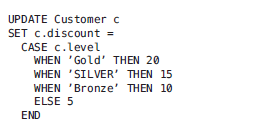 UPDATE Customer c
SET c.discount =
  CASE c.level
    WHEN ’Gold’ THEN 20
    WHEN ’SILVER’ THEN 15
    WHEN ’Bronze’ THEN 10
    ELSE 5
  END